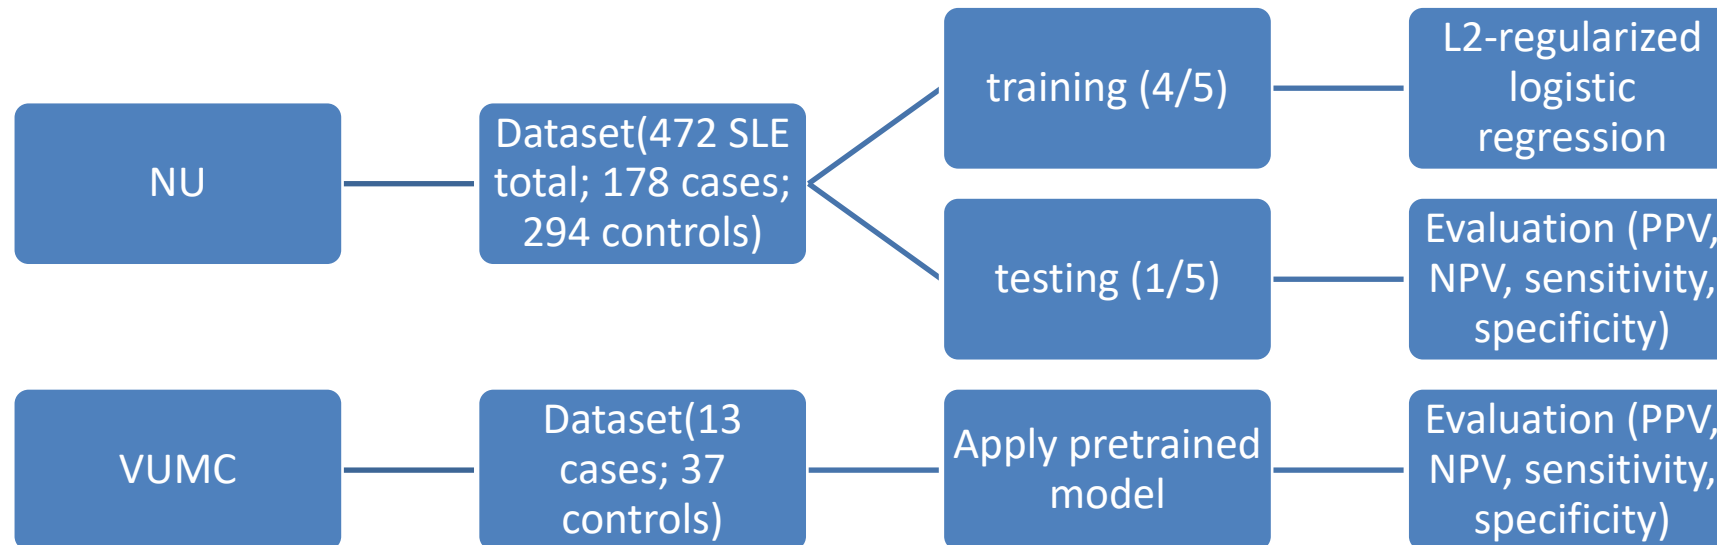 NU
Dataset(472 SLE
total; 178 cases;
294 controls)
training (4/5)
L2-regularized
logistic
regression
testing (1/5)
Evaluation (PPV,
NPV, sensitivity,
specificity)
VUMC
Dataset(13
cases; 37
controls)
Apply pretrained
model
Evaluation (PPV,
NPV, sensitivity,
specificity)